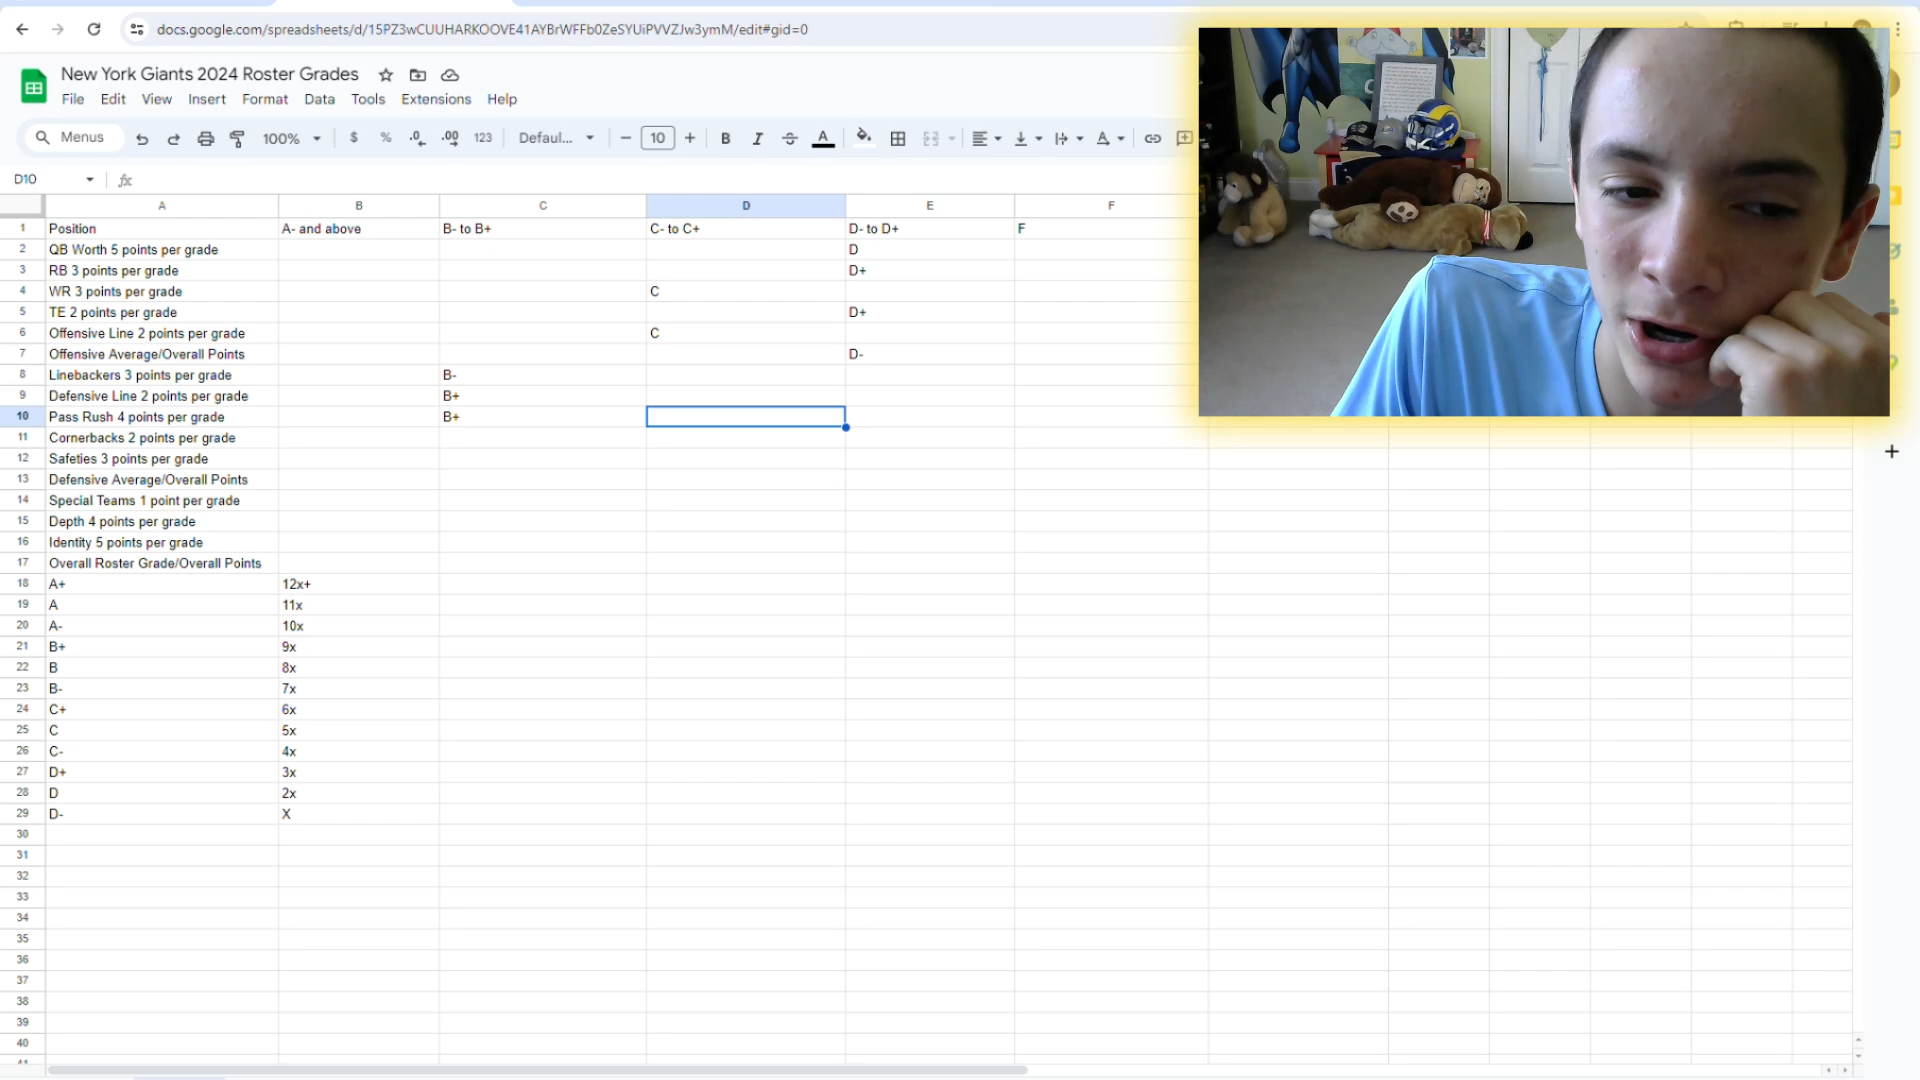 docs.google.com/spreadsheets/d/15PZ3wCUUHARKOOVE41AYBrWFFb0ZeSYUiPVVZJw3ymM/edit#gid=0
New York Giants 2024 Roster Grades
File Edit View Insert Format Data Tools Extensions Help
Menus 100% $ % .0 .00 123 Defaul... 10 B I A
D10 fx
A B C D E F
1 Position A- and above B- to B+ C- to C+ D- to D+ F
2 QB Worth 5 points per grade D
3 RB 3 points per grade D+
4 WR 3 points per grade C
5 TE 2 points per grade D+
6 Offensive Line 2 points per grade C
7 Offensive Average/Overall Points D-
8 Linebackers 3 points per grade B-
9 Defensive Line 2 points per grade B+
10 Pass Rush 4 points per grade B+
11 Cornerbacks 2 points per grade
12 Safeties 3 points per grade
13 Defensive Average/Overall Points
14 Special Teams 1 point per grade
15 Depth 4 points per grade
16 Identity 5 points per grade
17 Overall Roster Grade/Overall Points
18 A+ 12x+
19 A 11x
20 A- 10x
21 B+ 9x
22 B 8x
23 B- 7x
24 C+ 6x
25 C 5x
26 C- 4x
27 D+ 3x
28 D 2x
29 D- X
30
31
32
33
34
35
36
37
38
39
40